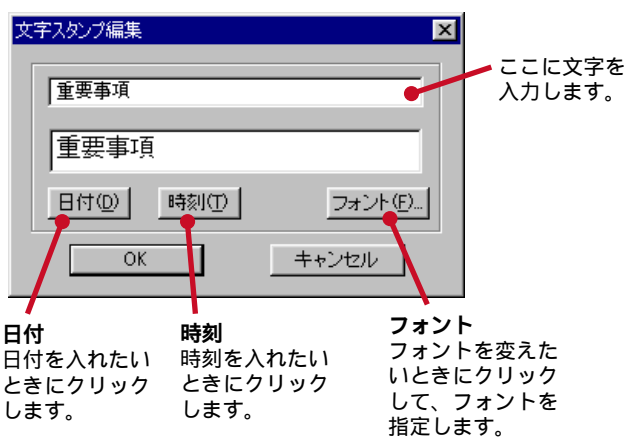 文字スタンプ編集
重要事項
重要事項
日付(D)
時刻(T)
フォント(F)...
OK
キャンセル
ここに文字を
入力します。
日付
日付を入れたい
ときにクリック
します。
時刻
時刻を入れたい
ときにクリック
します。
フォント
フォントを変えた
いときにクリック
して、フォントを
指定します。